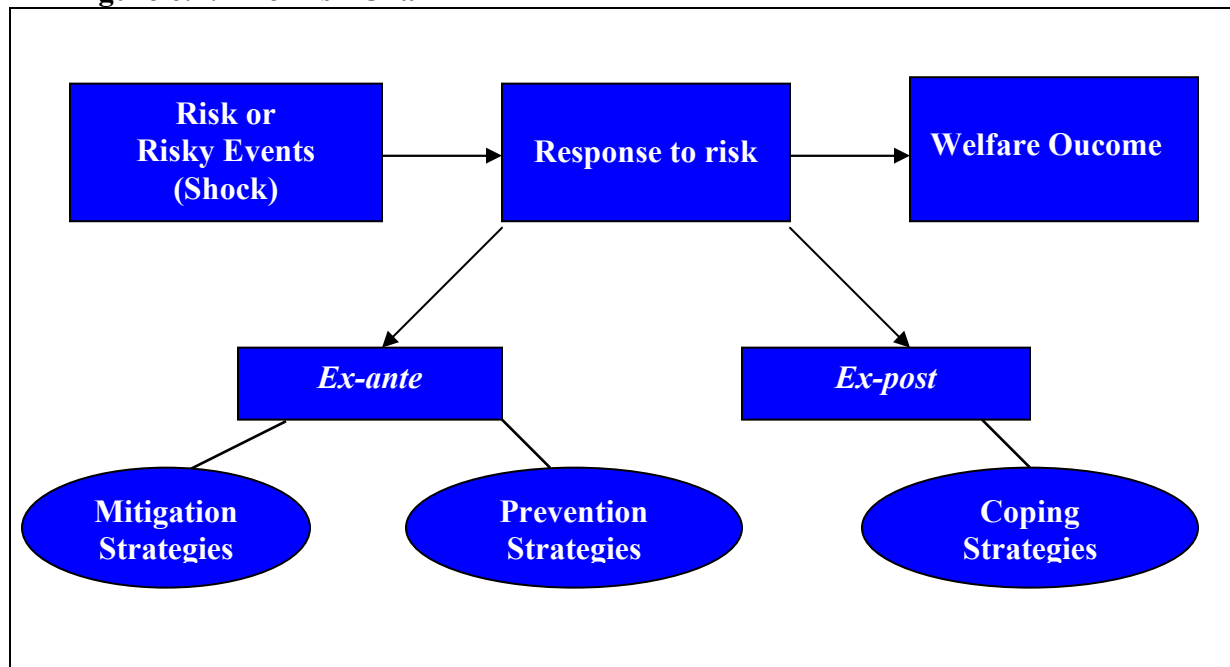 Risk or
Risky Events
(Shock)
Response to risk
Welfare Oucome
Ex-ante
Ex-post
Mitigation
Strategies
Prevention
Strategies
Coping
Strategies